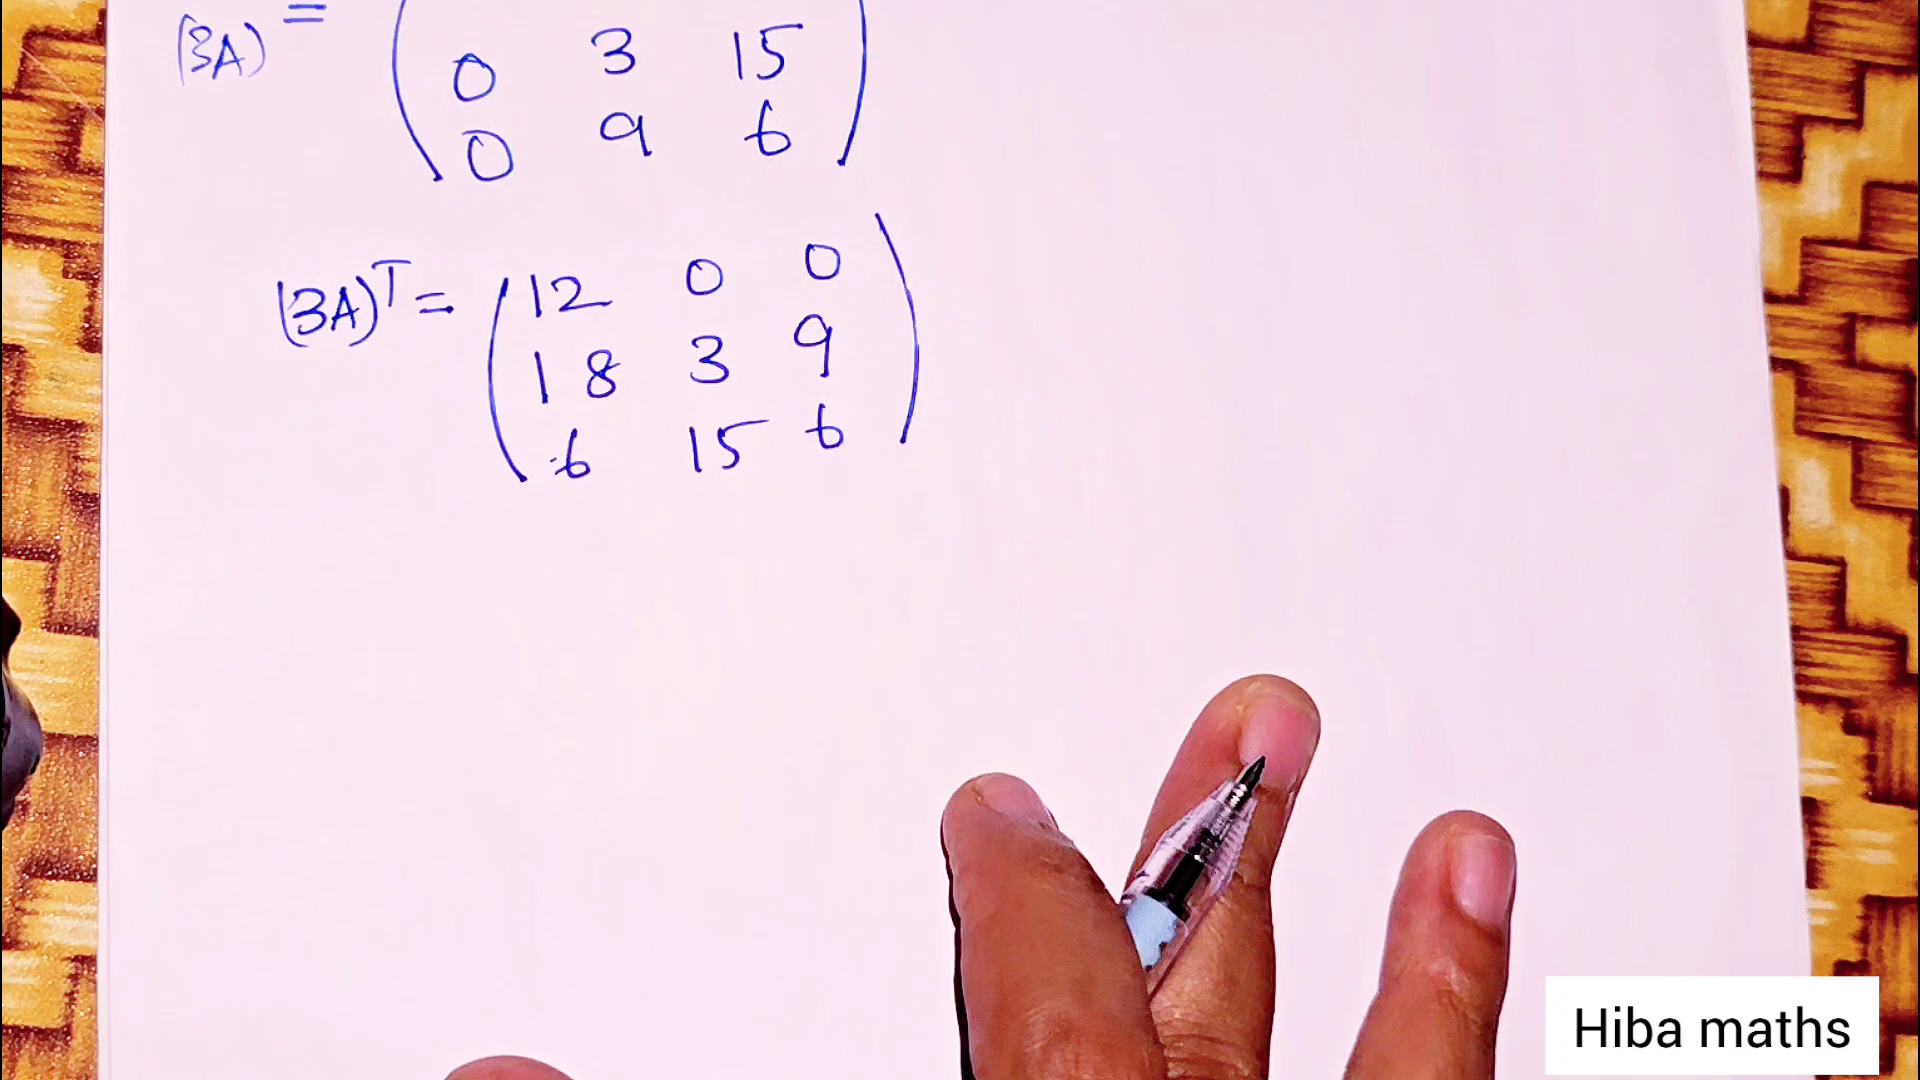 (3A) =
0 3 15
0 9 6
(3A)ᵀ = 12 0 0
18 3 9
6 15 6
Hiba maths